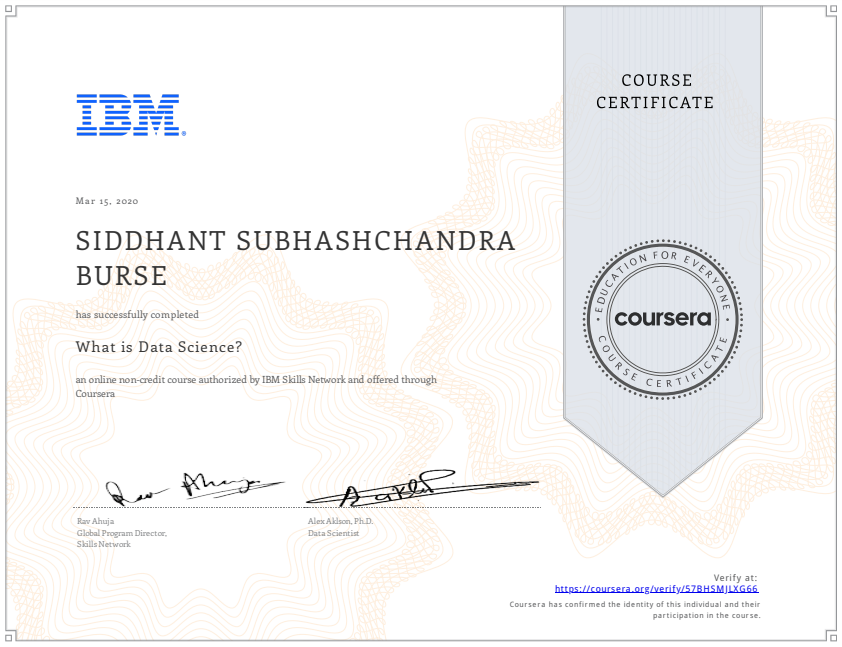 COURSE
CERTIFICATE
IBM®
Mar 15, 2020
SIDDHANT SUBHASHCHANDRA
BURSE
has successfully completed
What is Data Science?
an online non-credit course authorized by IBM Skills Network and offered through
Coursera
EDUCATION FOR EVERYONE
coursera
COURSE CERTIFICATE
Rav Ahuja
Global Program Director,
Skills Network
Alex Aklson, Ph.D.
Data Scientist
Verify at:
https://coursera.org/verify/57BHSMJLXG66
Coursera has confirmed the identity of this individual and their
participation in the course.